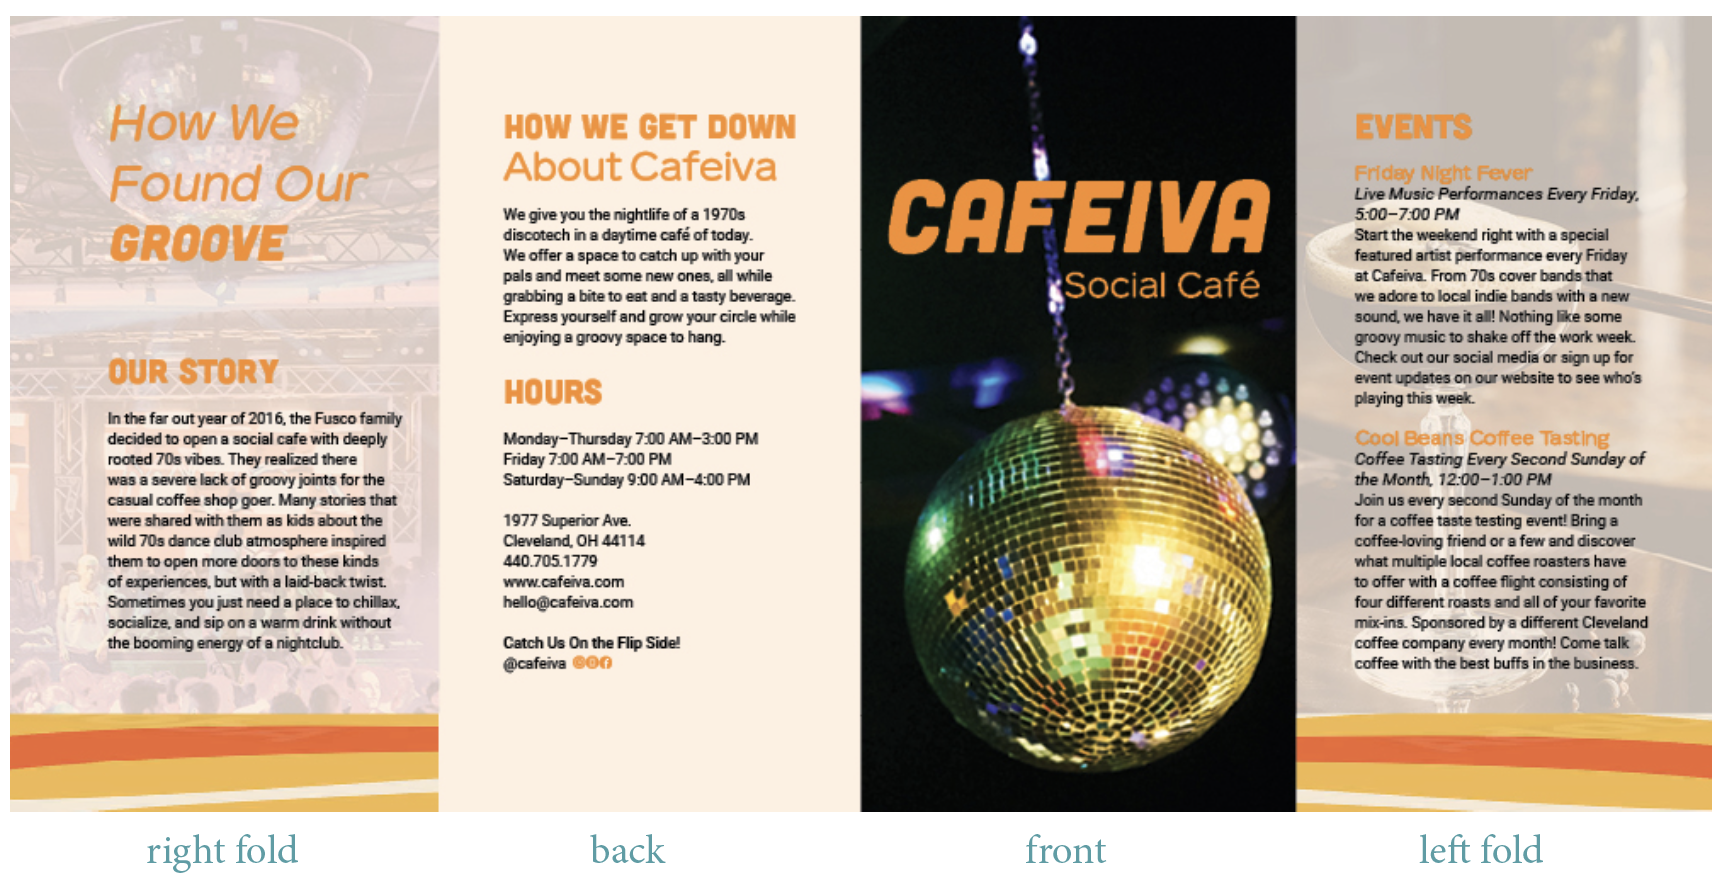 How We
Found Our
GROOVE
OUR STORY
In the far out year of 2016, the Fusco family
decided to open a social cafe with deeply
rooted 70s vibes. They realized there
was a severe lack of groovy joints for the
casual coffee shop goer. Many stories that
were shared with them as kids about the
wild 70s dance club atmosphere inspired
them to open more doors to these kinds
of experiences, but with a laid-back twist.
Sometimes you just need a place to chillax,
socialize, and sip on a warm drink without
the booming energy of a nightclub.
right fold
HOW WE GET DOWN
About Cafeiva
We give you the nightlife of a 1970s
discotech in a daytime café of today.
We offer a space to catch up with your
pals and meet some new ones, all while
grabbing a bite to eat and a tasty beverage.
Express yourself and grow your circle while
enjoying a groovy space to hang.
HOURS
Monday–Thursday 7:00 AM–3:00 PM
Friday 7:00 AM–7:00 PM
Saturday–Sunday 9:00 AM–4:00 PM
1977 Superior Ave.
Cleveland, OH 44114
440.705.1779
www.cafeiva.com
hello@cafeiva.com
Catch Us On the Flip Side!
@cafeiva
back
CAFEIVA
Social Café
front
EVENTS
Friday Night Fever
Live Music Performances Every Friday,
5:00–7:00 PM
Start the weekend right with a special
featured artist performance every Friday
at Cafeiva. From 70s cover bands that
we adore to local indie bands with a new
sound, we have it all! Nothing like some
groovy music to shake off the work week.
Check out our social media or sign up for
event updates on our website to see who's
playing this week.
Cool Beans Coffee Tasting
Coffee Tasting Every Second Sunday of
the Month, 12:00–1:00 PM
Join us every second Sunday of the month
for a coffee taste testing event! Bring a
coffee-loving friend or a few and discover
what multiple local coffee roasters have
to offer with a coffee flight consisting of
four different roasts and all of your favorite
mix-ins. Sponsored by a different Cleveland
coffee company every month! Come talk
coffee with the best buffs in the business.
left fold